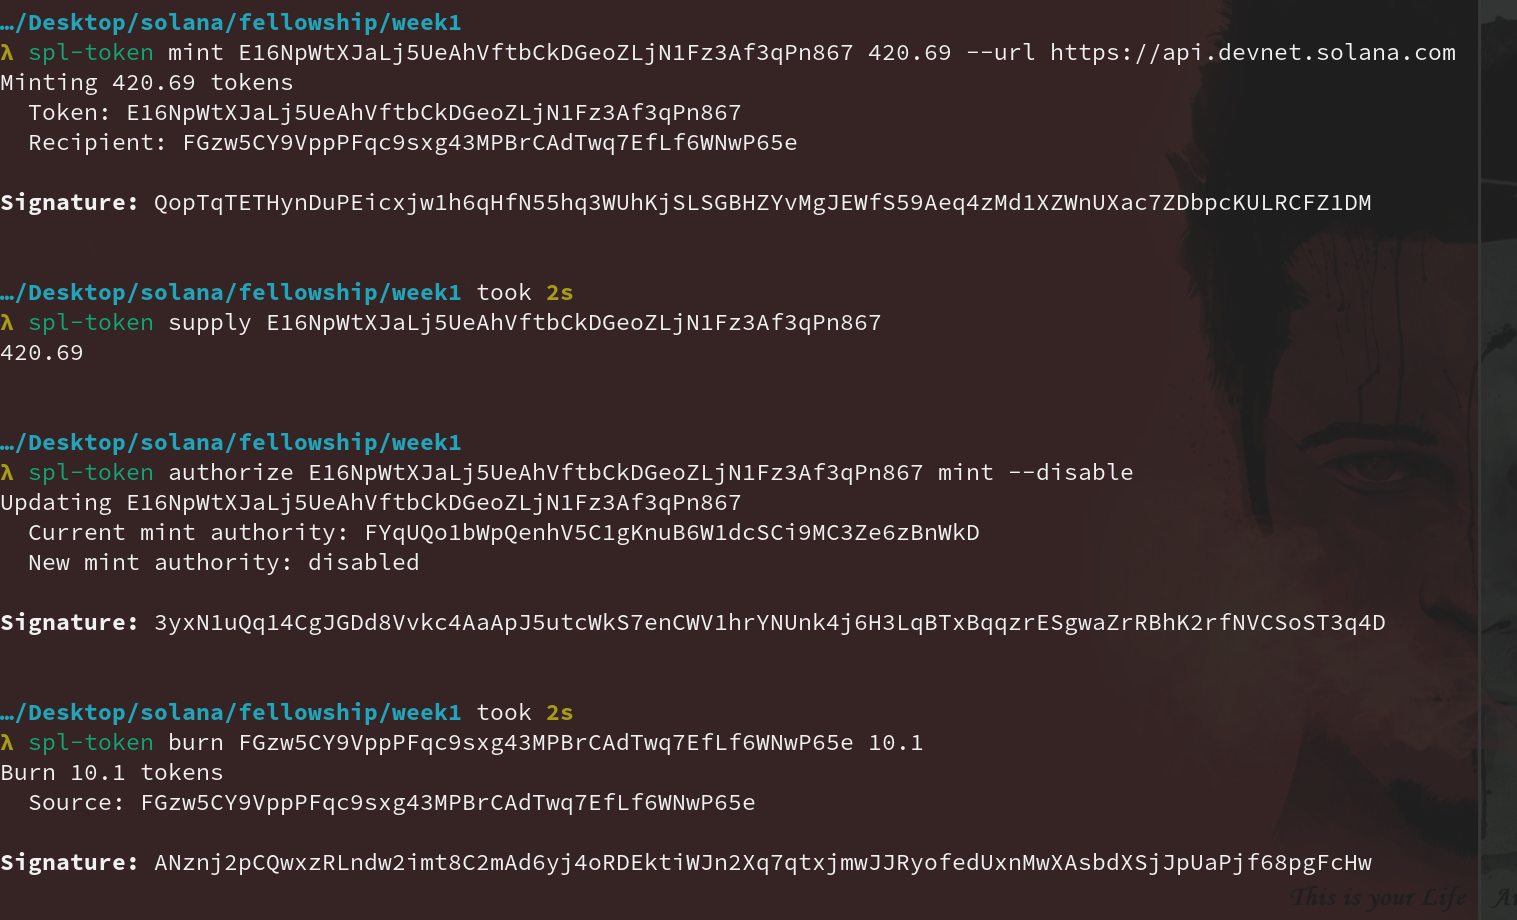 …/Desktop/solana/fellowship/week1
λ spl-token mint E16NpWtXJaLj5UeAhVftbCkDGeoZLjN1Fz3Af3qPn867 420.69 --url https://api.devnet.solana.com
Minting 420.69 tokens
  Token: E16NpWtXJaLj5UeAhVftbCkDGeoZLjN1Fz3Af3qPn867
  Recipient: FGzw5CY9VppPFqc9sxg43MPBrCAdTwq7EfLf6WNwP65e
Signature: QopTqTETHynDuPEicxjw1h6qHfN55hq3WUhKjSLSGBHZYvMgJEWfS59Aeq4zMd1XZWnUXac7ZDbpcKULRCFZ1DM
…/Desktop/solana/fellowship/week1 took 2s
λ spl-token supply E16NpWtXJaLj5UeAhVftbCkDGeoZLjN1Fz3Af3qPn867
420.69
…/Desktop/solana/fellowship/week1
λ spl-token authorize E16NpWtXJaLj5UeAhVftbCkDGeoZLjN1Fz3Af3qPn867 mint --disable
Updating E16NpWtXJaLj5UeAhVftbCkDGeoZLjN1Fz3Af3qPn867
  Current mint authority: FYqUQo1bWpQenhV5C1gKnuB6W1dcSCi9MC3Ze6zBnWkD
  New mint authority: disabled
Signature: 3yxN1uQq14CgJGDd8Vvkc4AaApJ5utcWkS7enCWV1hrYNUnk4j6H3LqBTxBqqzrESgwaZrRBhK2rfNVCSoST3q4D
…/Desktop/solana/fellowship/week1 took 2s
λ spl-token burn FGzw5CY9VppPFqc9sxg43MPBrCAdTwq7EfLf6WNwP65e 10.1
Burn 10.1 tokens
  Source: FGzw5CY9VppPFqc9sxg43MPBrCAdTwq7EfLf6WNwP65e
Signature: ANznj2pCQwxzRLndw2imt8C2mAd6yj4oRDEktiWJn2Xq7qtxjmwJJRyofedUxnMwXAsbdXSjJpUaPjf68pgFcHw
This is your Life